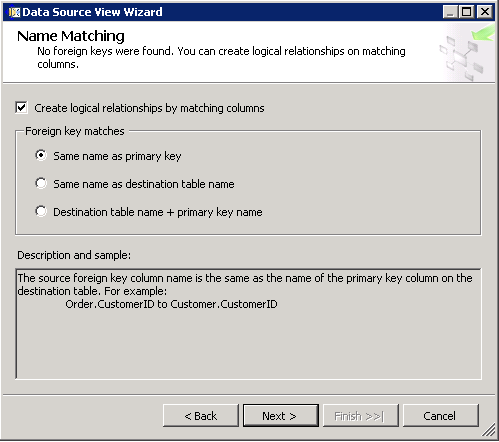 Data Source View Wizard
Name Matching
No foreign keys were found. You can create logical relationships on matching
columns.
Create logical relationships by matching columns
Foreign key matches
Same name as primary key
Same name as destination table name
Destination table name + primary key name
Description and sample:
The source foreign key column name is the same as the name of the primary key column on the
destination table. For example:
Order.CustomerID to Customer.CustomerID
< Back Next > Finish >>| Cancel